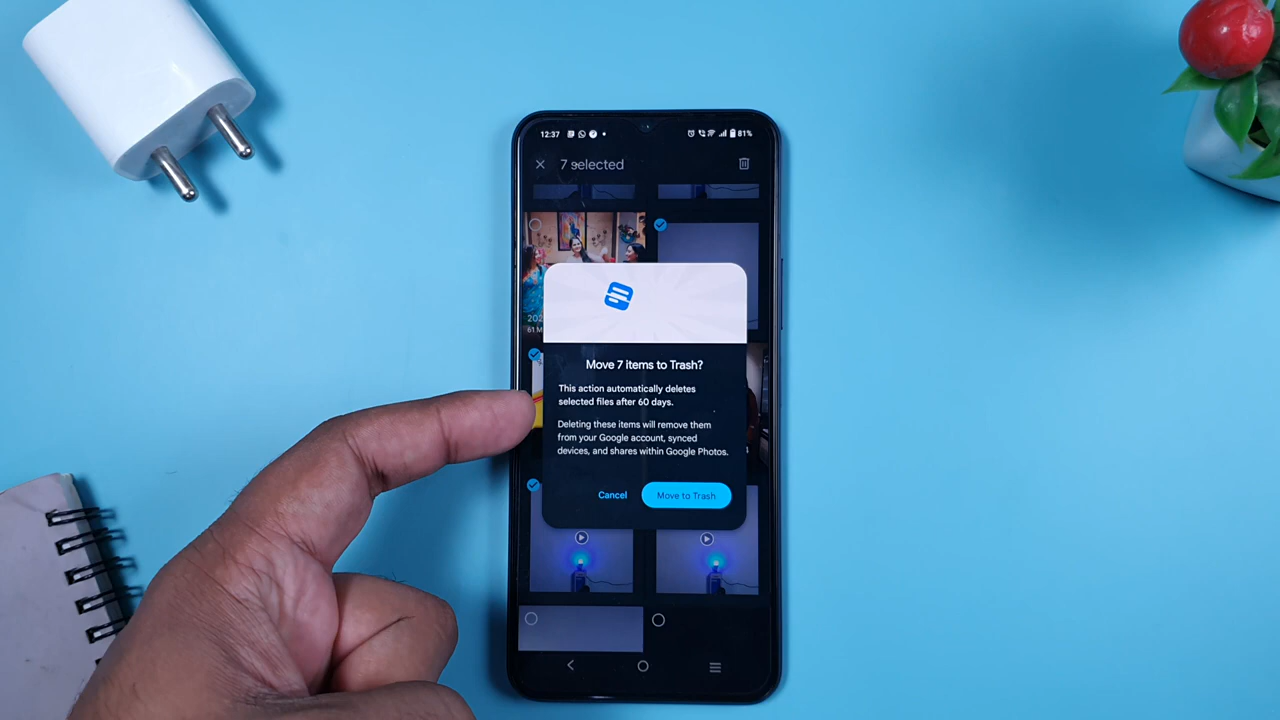 12:37
81%
7 selected
202
61 M
Move 7 items to Trash?
This action automatically deletes
selected files after 60 days.
Deleting these items will remove them
from your Google account, synced
devices, and shares within Google Photos.
Cancel
Move to Trash